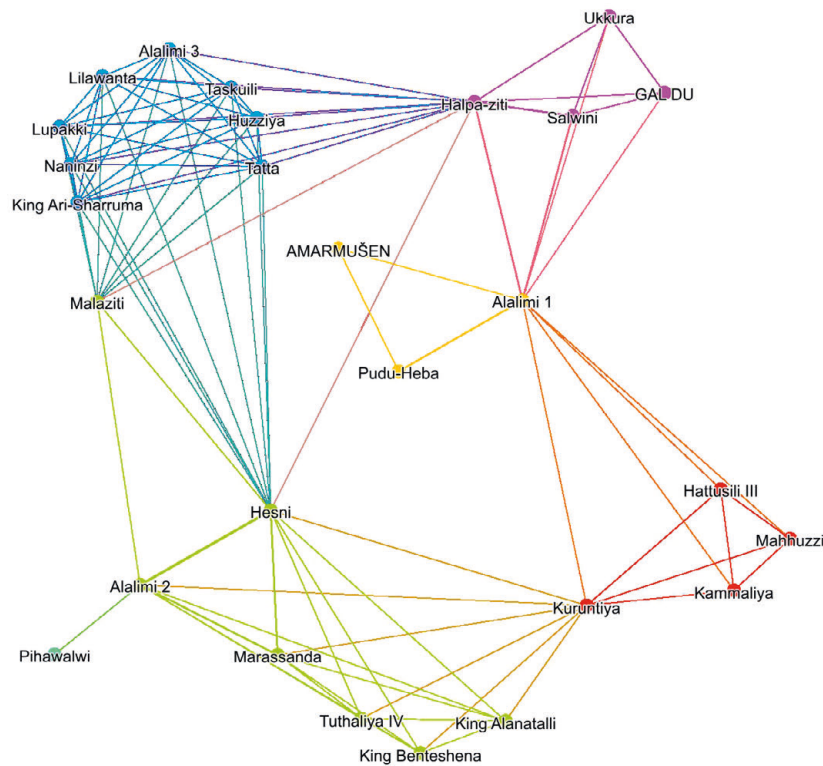 Ukkura
Alalimi 3
Lilawanta
Taskuili
GAL DU
Halpa-ziti
Salwini
Huzziya
Lupakki
Naninzi
Tatta
King Ari-Sharruma
AMARMUŠEN
Malaziti
Alalimi 1
Pudu-Heba
Hattusili III
Hesni
Mahhuzzi
Alalimi 2
Kammaliya
Kuruntiya
Pihawalwi
Marassanda
Tuthaliya IV
King Alanatalli
King Benteshena